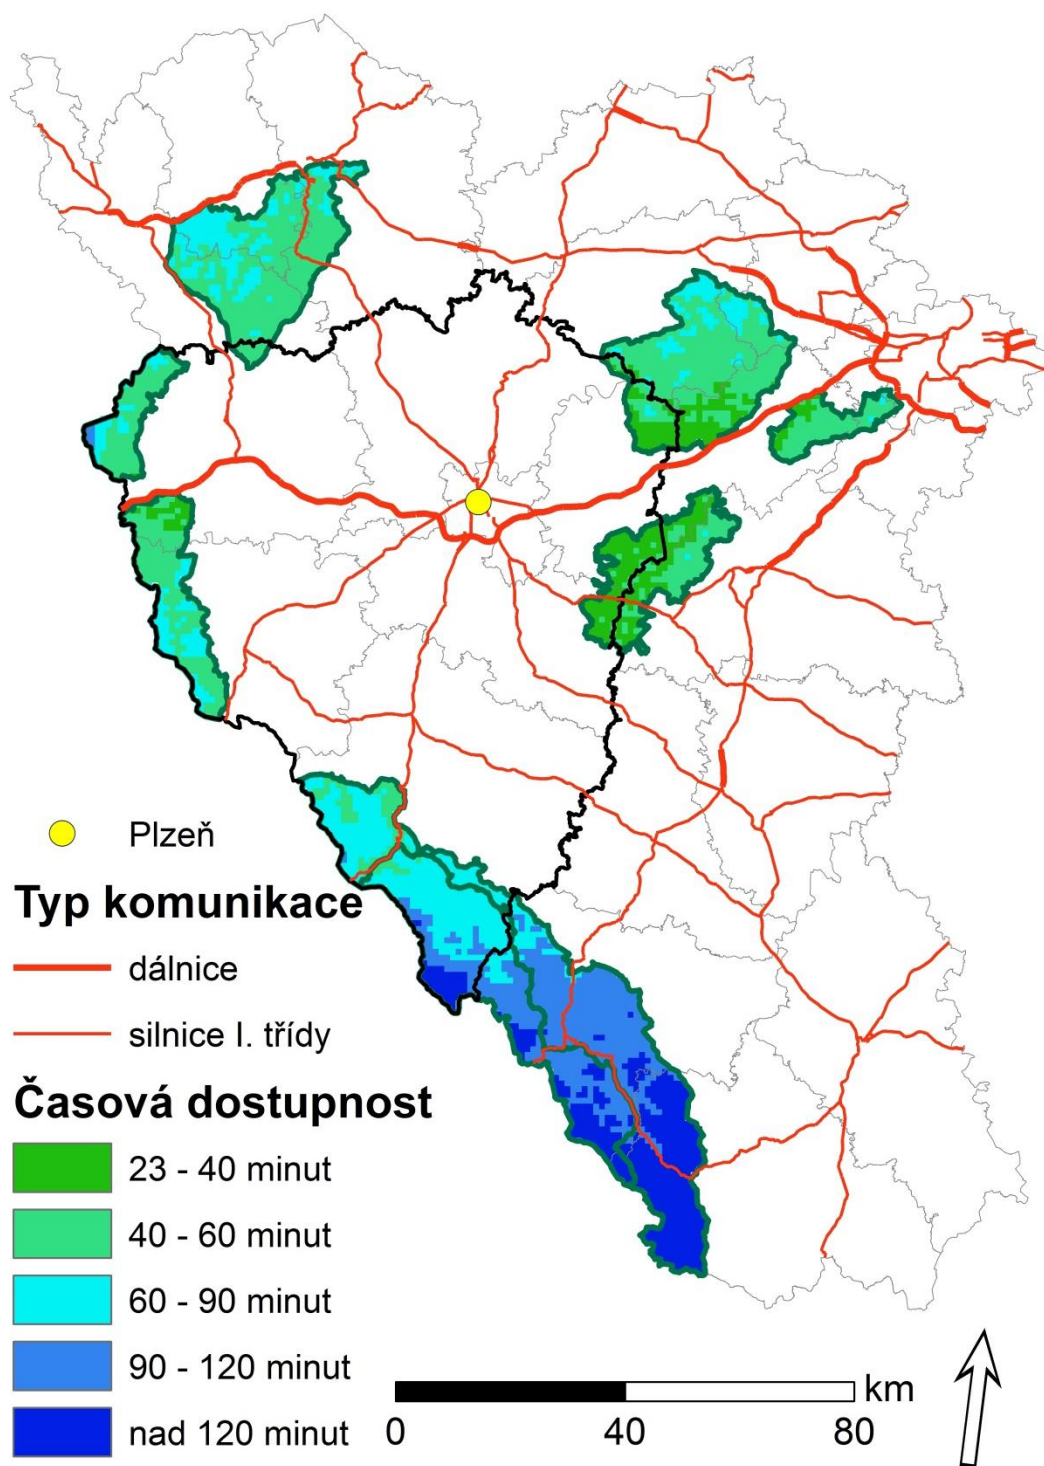 Plzeň
Typ komunikace
dálnice
silnice I. třídy
Časová dostupnost
23 - 40 minut
40 - 60 minut
60 - 90 minut
90 - 120 minut
nad 120 minut
km
0 40 80